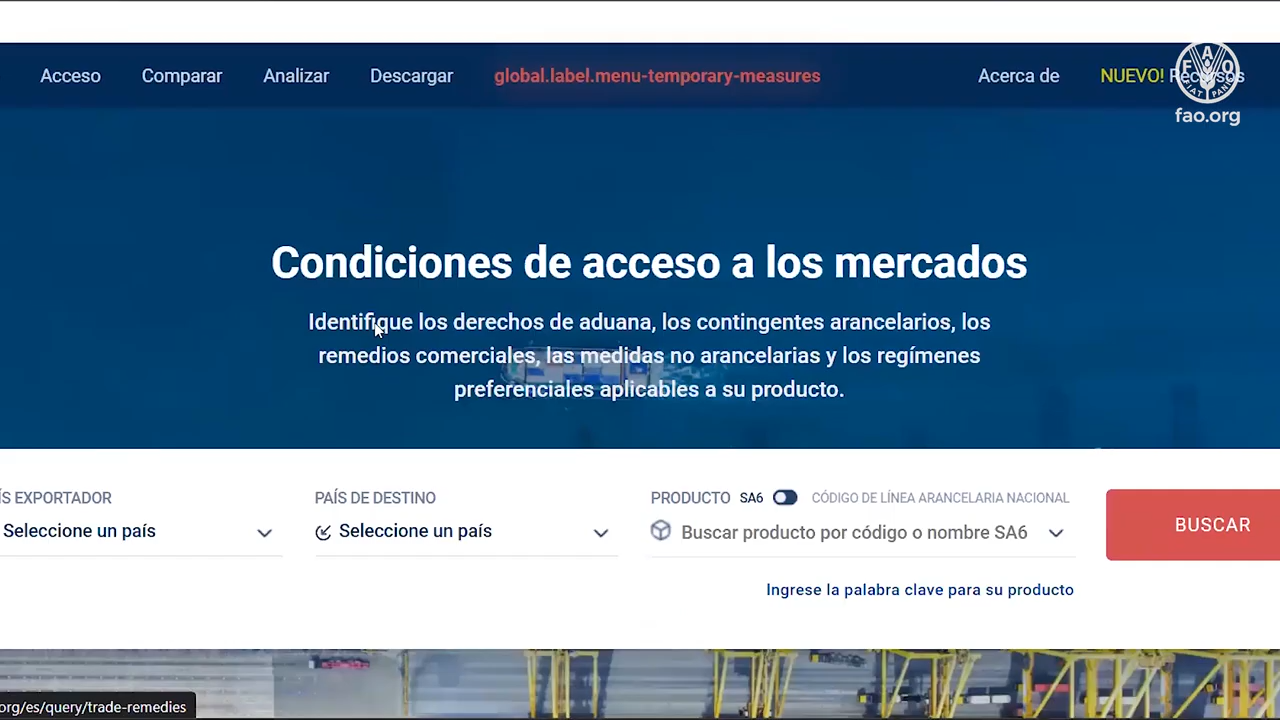 Acceso Comparar Analizar Descargar global.label.menu-temporary-measures Acerca de NUEVO! Recursos
FAO
FIAT PANIS
fao.org
Condiciones de acceso a los mercados
Identifique los derechos de aduana, los contingentes arancelarios, los
remedios comerciales, las medidas no arancelarias y los regímenes
preferenciales aplicables a su producto.
ÍS EXPORTADOR PAÍS DE DESTINO PRODUCTO SA6 CÓDIGO DE LÍNEA ARANCELARIA NACIONAL
Seleccione un país Seleccione un país Buscar producto por código o nombre SA6 BUSCAR
Ingrese la palabra clave para su producto
org/es/query/trade-remedies